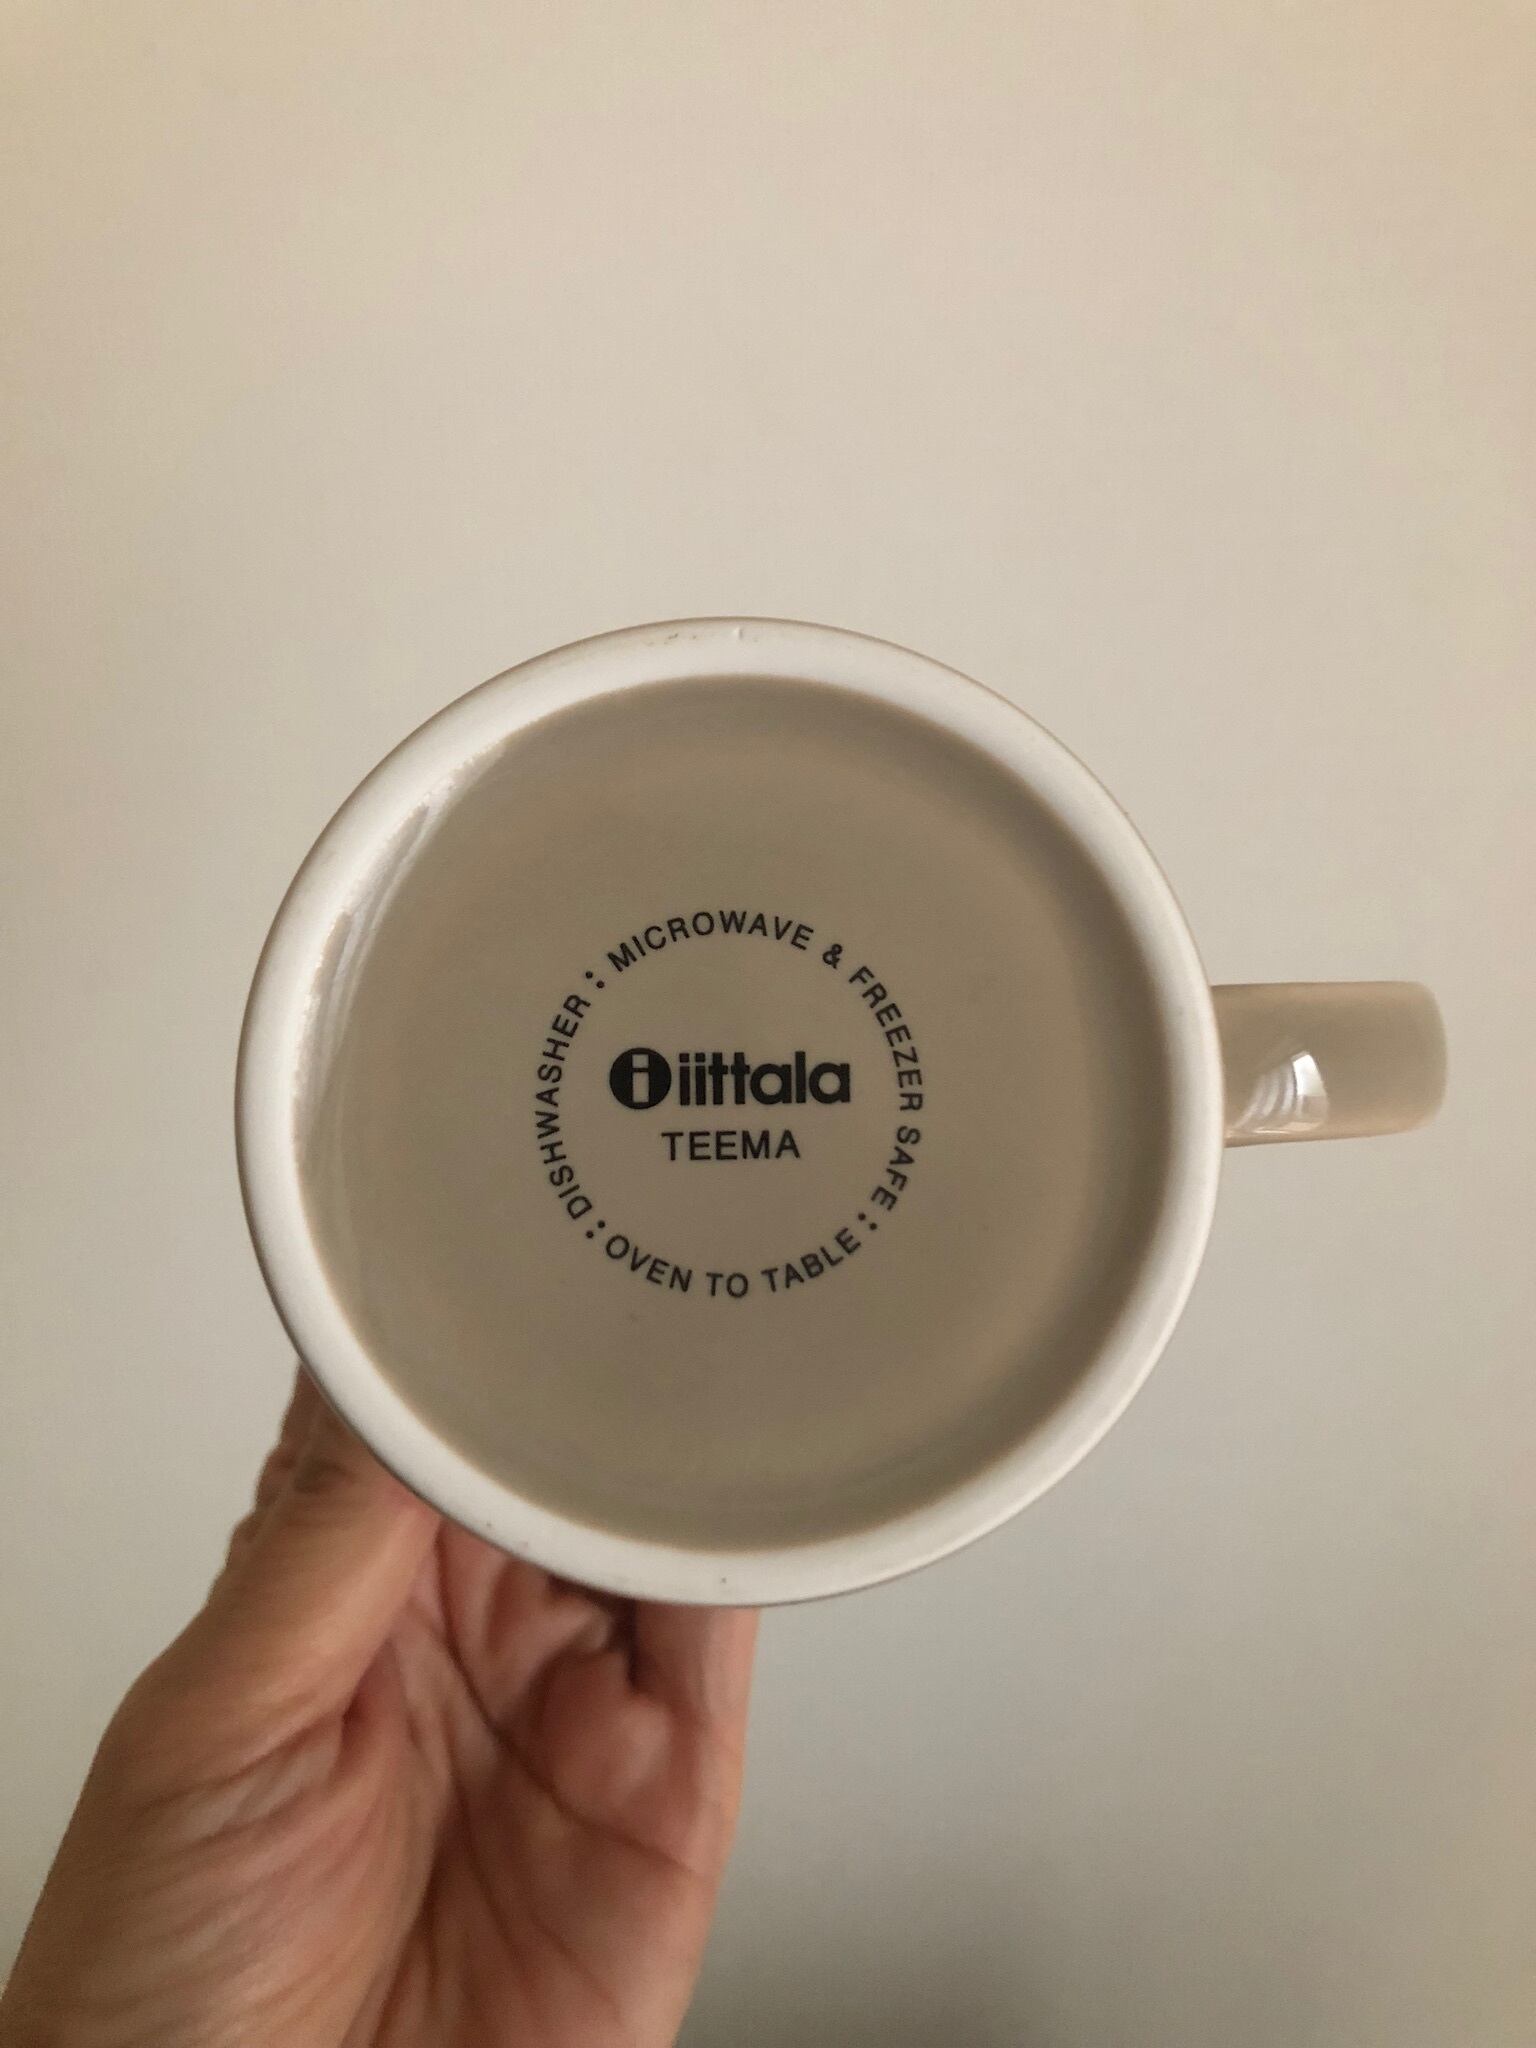 MICROWAVE & FREEZER SAFE :
OVEN TO TABLE :
DISHWASHER :
i iittala
TEEMA